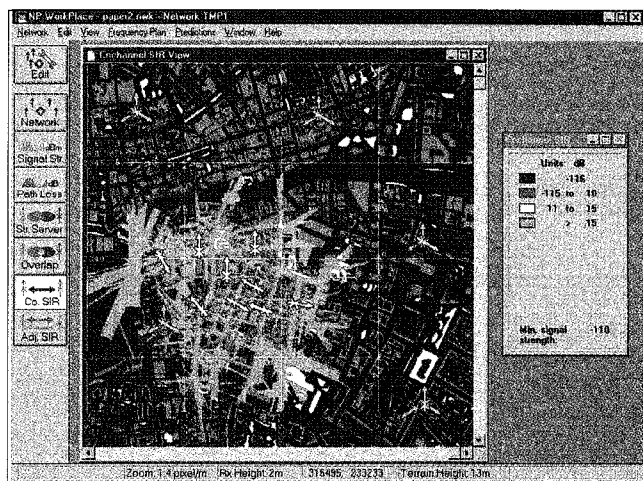 NP WorkPlace - paper2.nwk - Network TMP1
Network Edit View Frequency Plan Predictions Window Help
Cochannel SIR View
Edit
Network
Signal Str.
Path Loss
Str. Server
Overlap
Co. SIR
Adj. SIR
Units dB
-115
-115 to 10
11 to 15
> 15
Min. signal strength: -110
Zoom: 1:4 pixel/m Rx Height: 2m 316495, 233233 Terrain Height: 13m